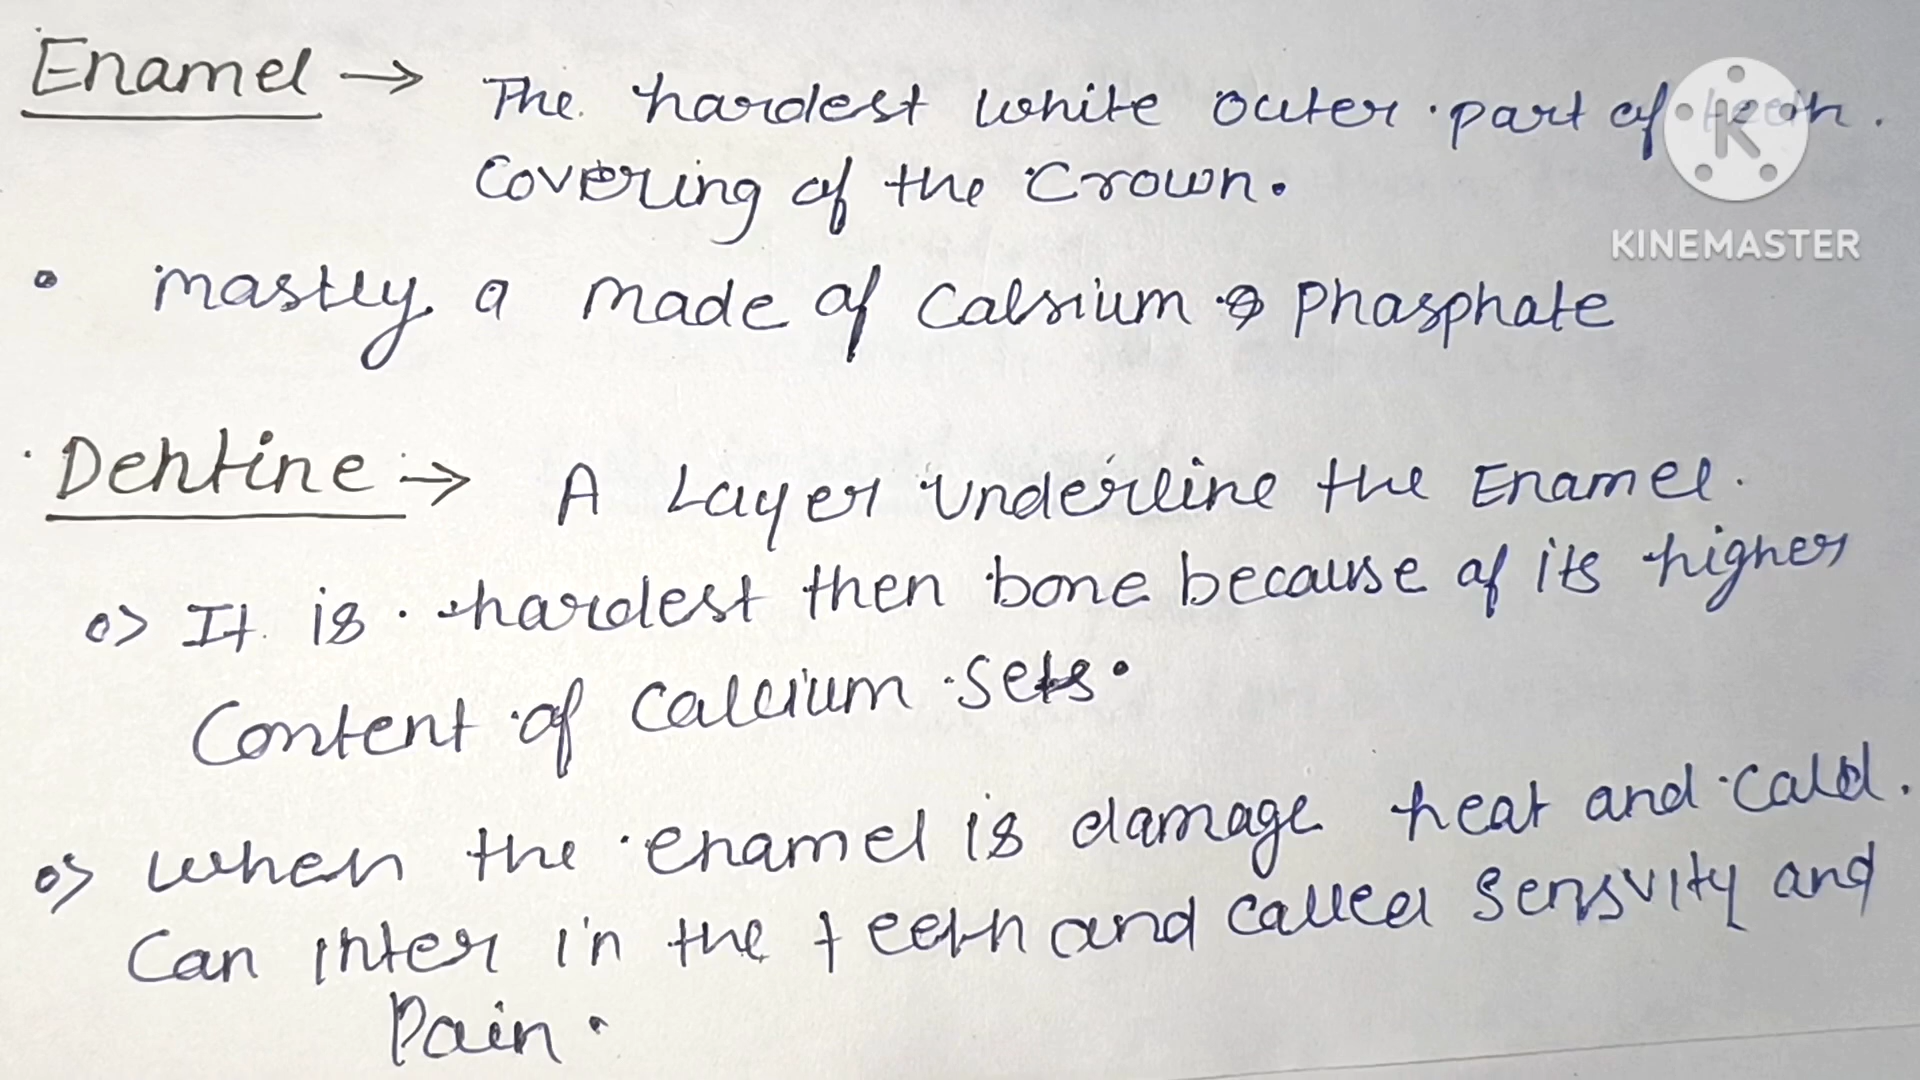 Enamel → The hardest white outer part of teeth.
Covering of the Crown.
• mastly a made of Calsium & Phasphate
Dentine → A Layer underline the Enamel.
It is hardest then bone because of its higher
Content of Calcium Sets.
When the enamel is damage heat and cald.
Can inter in the teeth and called Sensvity and
Pain.
K
KINEMASTER